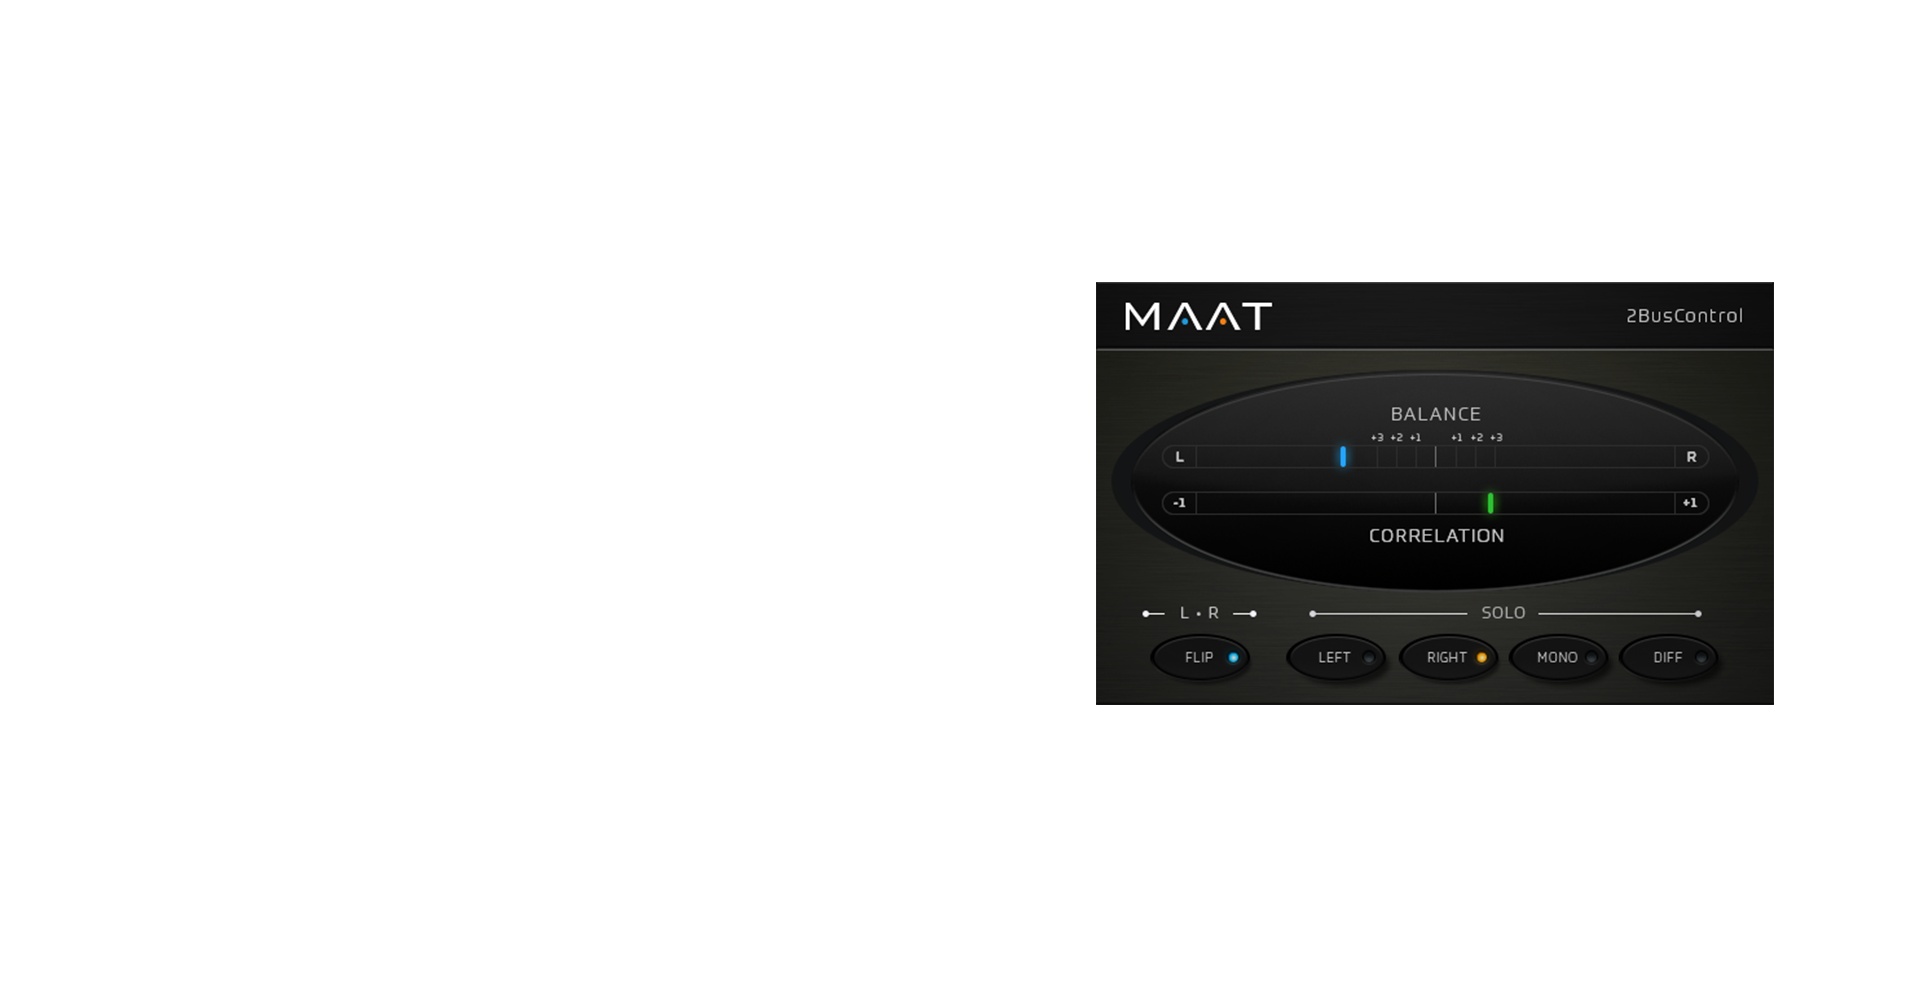 MAAT 2BusControl
BALANCE
+3 +2 +1 +1 +2 +3
L R
-1 +1
CORRELATION
L • R SOLO
FLIP LEFT RIGHT MONO DIFF